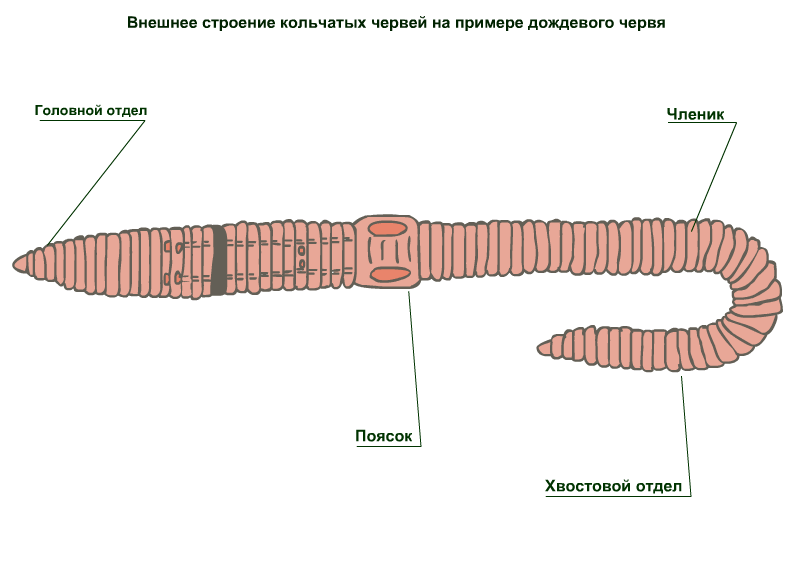 Внешнее строение кольчатых червей на примере дождевого червя
Головной отдел
Членик
Поясок
Хвостовой отдел